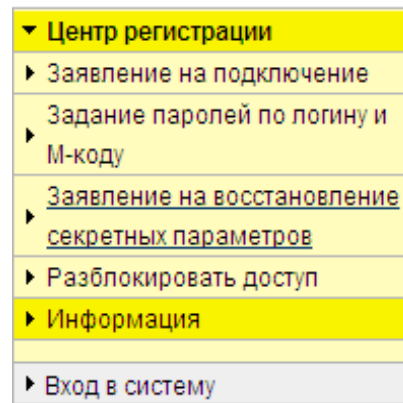 Центр регистрации
Заявление на подключение
Задание паролей по логину и
М-коду
Заявление на восстановление
секретных параметров
Разблокировать доступ
Информация
Вход в систему